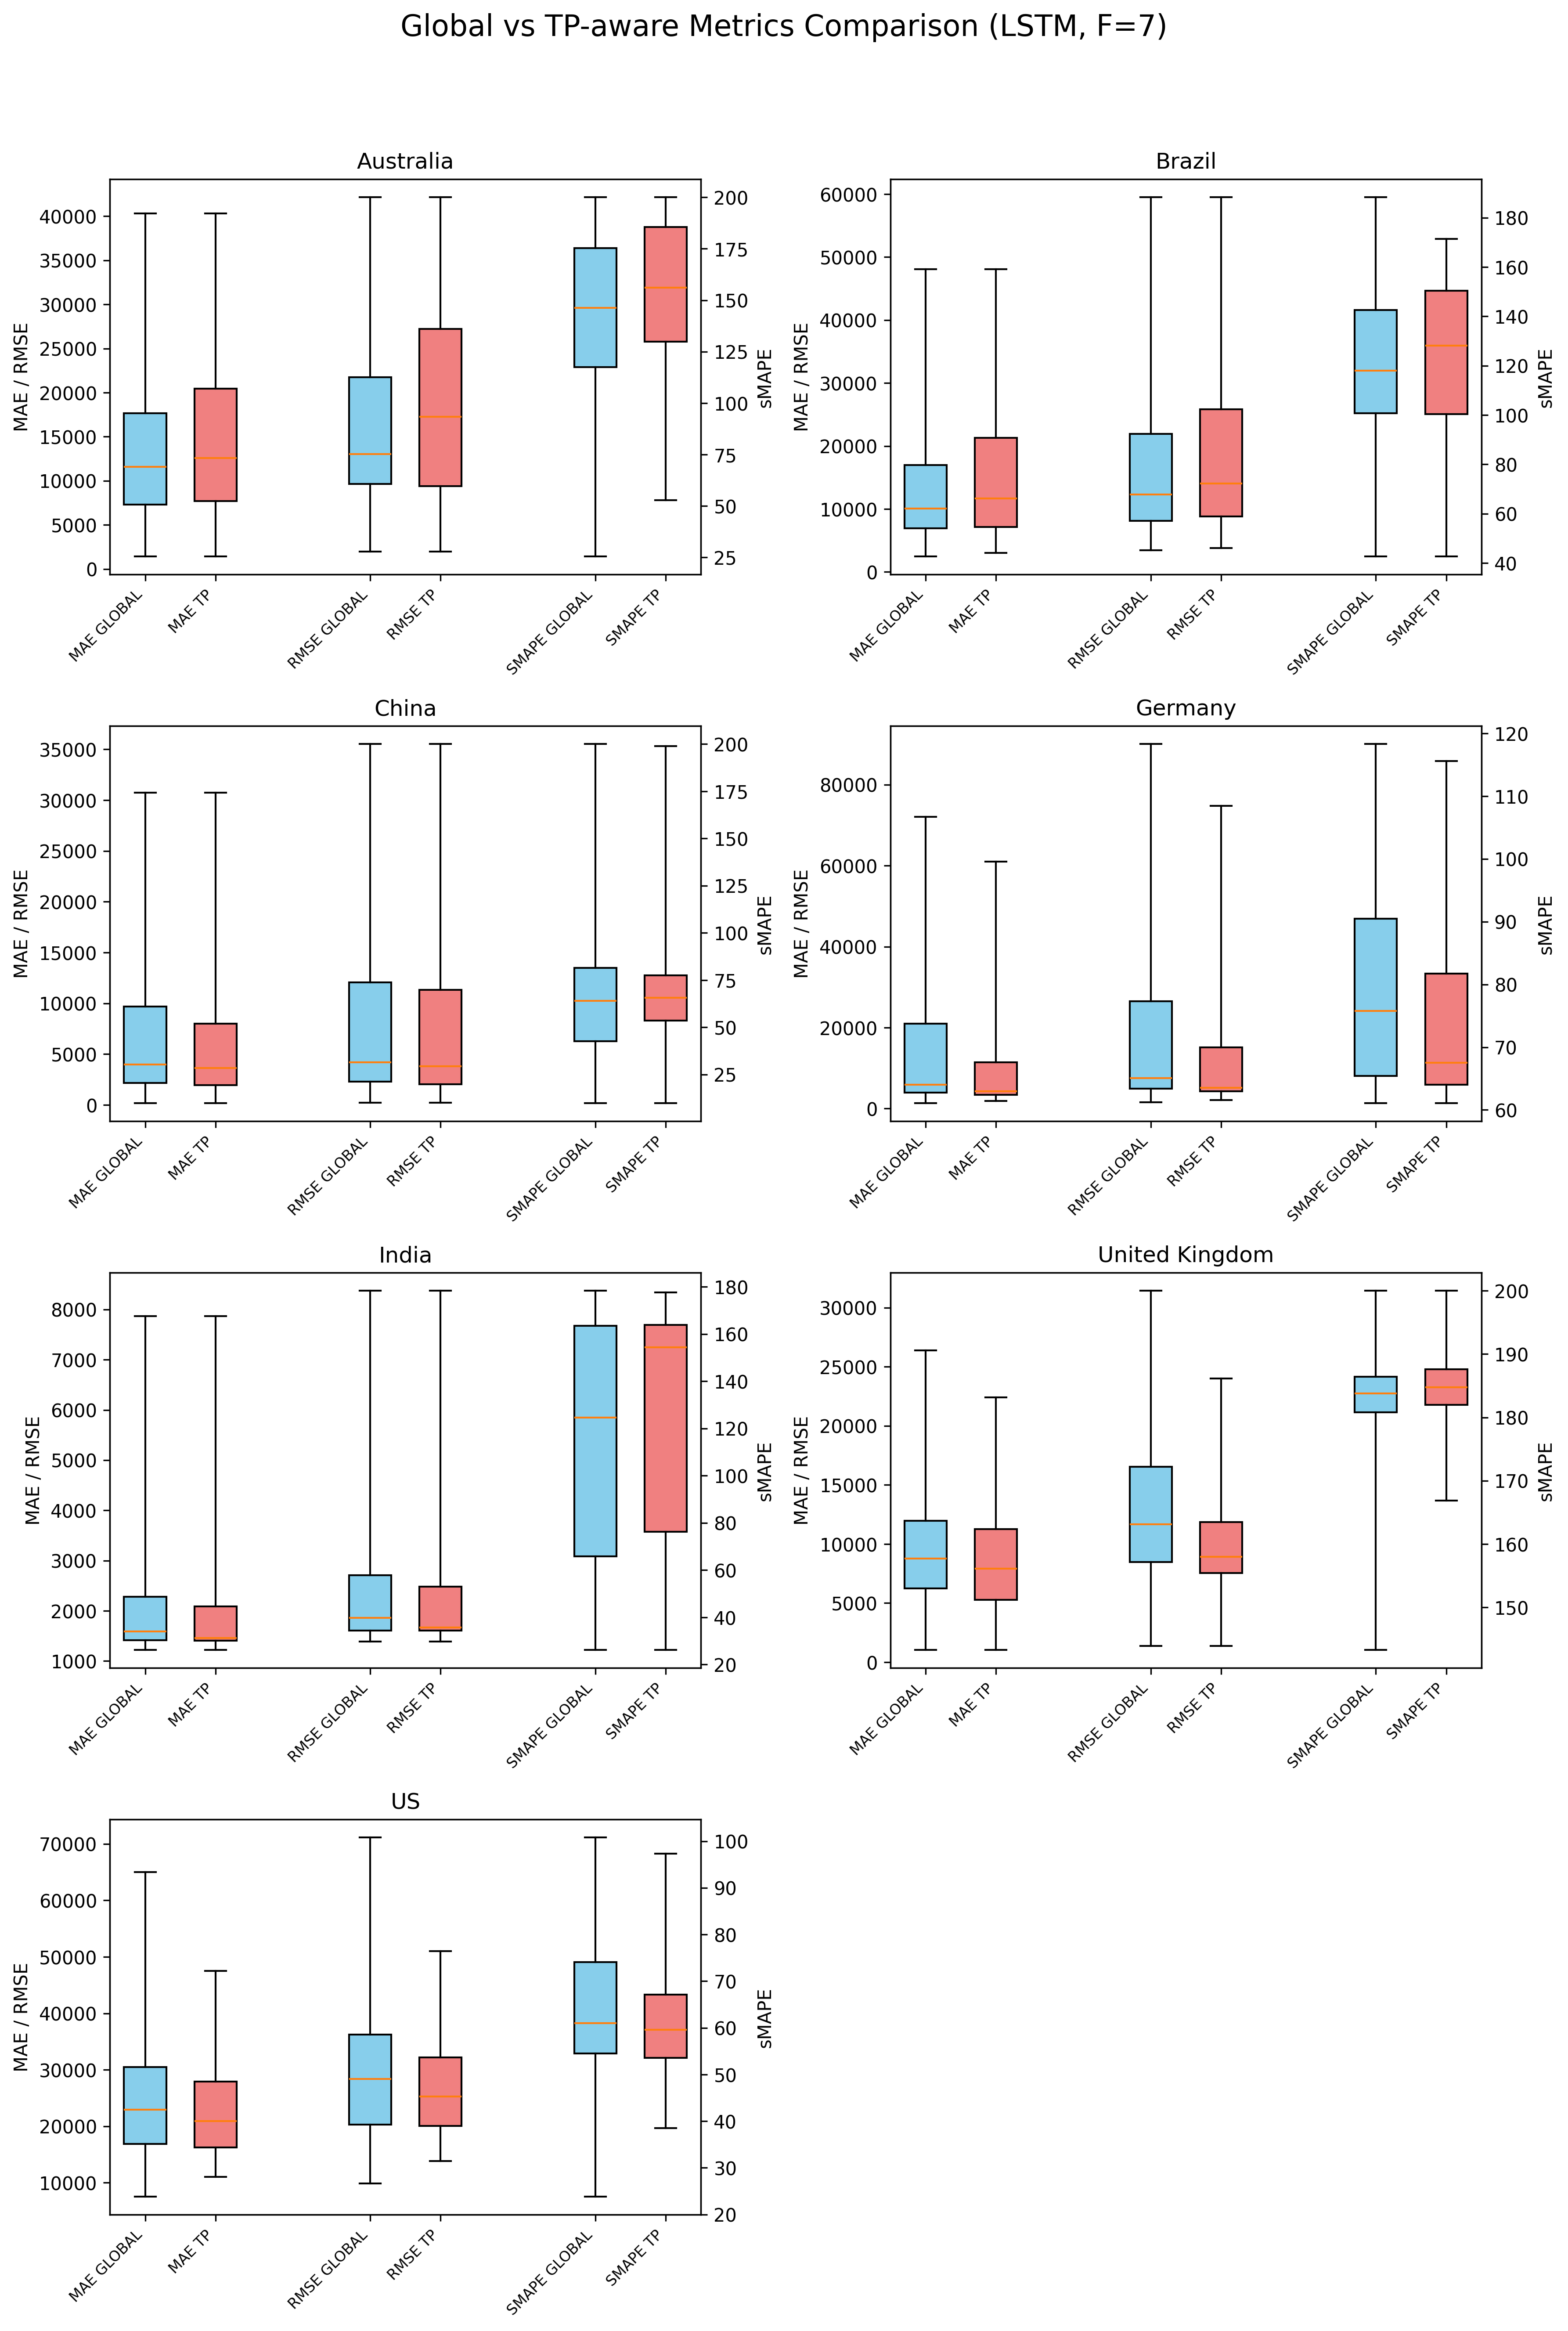 Global vs TP-aware Metrics Comparison (LSTM, F=7)
Australia
MAE / RMSE
40000
35000
30000
25000
20000
15000
10000
5000
0
200
175
150
125
100
75
50
25
sMAPE
MAE GLOBAL
MAE TP
RMSE GLOBAL
RMSE TP
SMAPE GLOBAL
SMAPE TP
Brazil
MAE / RMSE
60000
50000
40000
30000
20000
10000
0
180
160
140
120
100
80
60
40
sMAPE
MAE GLOBAL
MAE TP
RMSE GLOBAL
RMSE TP
SMAPE GLOBAL
SMAPE TP
China
MAE / RMSE
35000
30000
25000
20000
15000
10000
5000
0
200
175
150
125
100
75
50
25
sMAPE
MAE GLOBAL
MAE TP
RMSE GLOBAL
RMSE TP
SMAPE GLOBAL
SMAPE TP
Germany
MAE / RMSE
80000
60000
40000
20000
0
120
110
100
90
80
70
60
sMAPE
MAE GLOBAL
MAE TP
RMSE GLOBAL
RMSE TP
SMAPE GLOBAL
SMAPE TP
India
MAE / RMSE
8000
7000
6000
5000
4000
3000
2000
1000
180
160
140
120
100
80
60
40
20
sMAPE
MAE GLOBAL
MAE TP
RMSE GLOBAL
RMSE TP
SMAPE GLOBAL
SMAPE TP
United Kingdom
MAE / RMSE
30000
25000
20000
15000
10000
5000
0
200
190
180
170
160
150
sMAPE
MAE GLOBAL
MAE TP
RMSE GLOBAL
RMSE TP
SMAPE GLOBAL
SMAPE TP
US
MAE / RMSE
70000
60000
50000
40000
30000
20000
10000
100
90
80
70
60
50
40
30
20
sMAPE
MAE GLOBAL
MAE TP
RMSE GLOBAL
RMSE TP
SMAPE GLOBAL
SMAPE TP